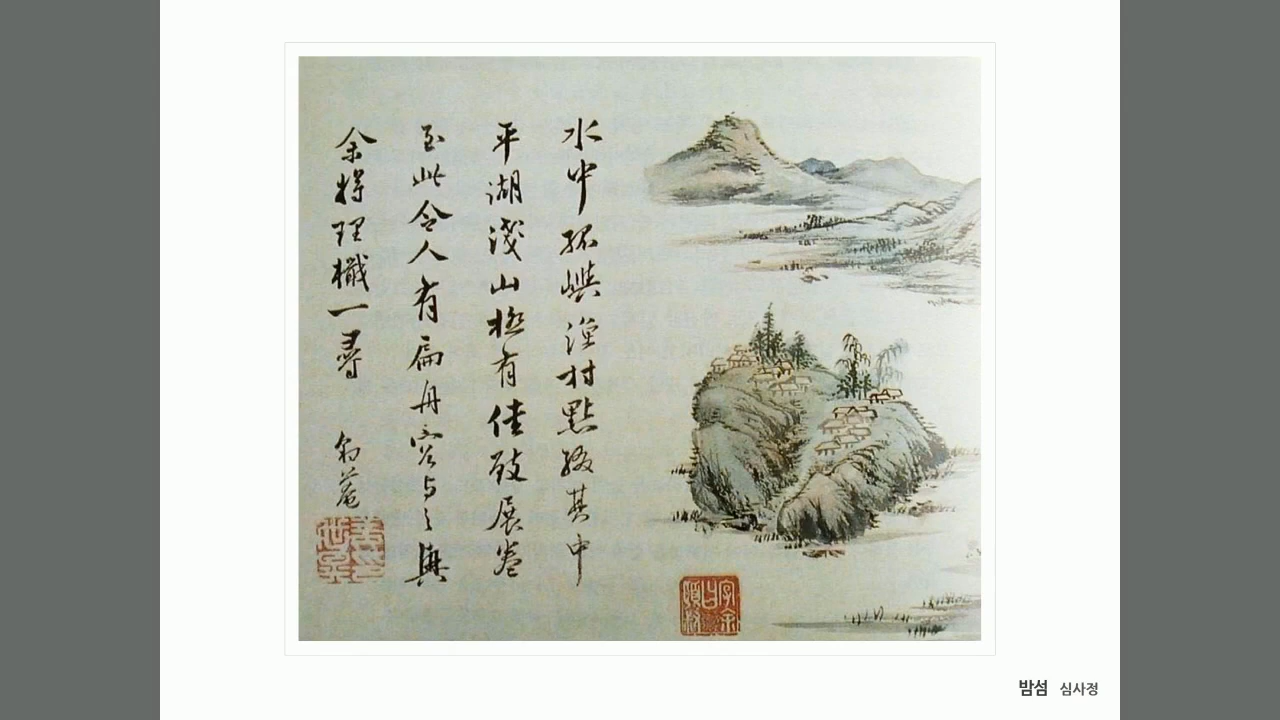 水中孤嶼漁村點綴其中
平湖淺山極有佳致展卷
至此令人有扁舟容与之興
余將理檝一尋
밤섬 심사정